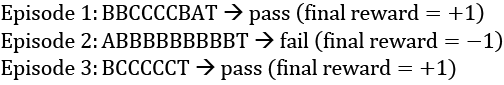 Episode 1: BBCCCCBAT → pass (final reward = +1)
Episode 2: ABBBBBBBBBBT → fail (final reward = −1)
Episode 3: BCCCCCT → pass (final reward = +1)